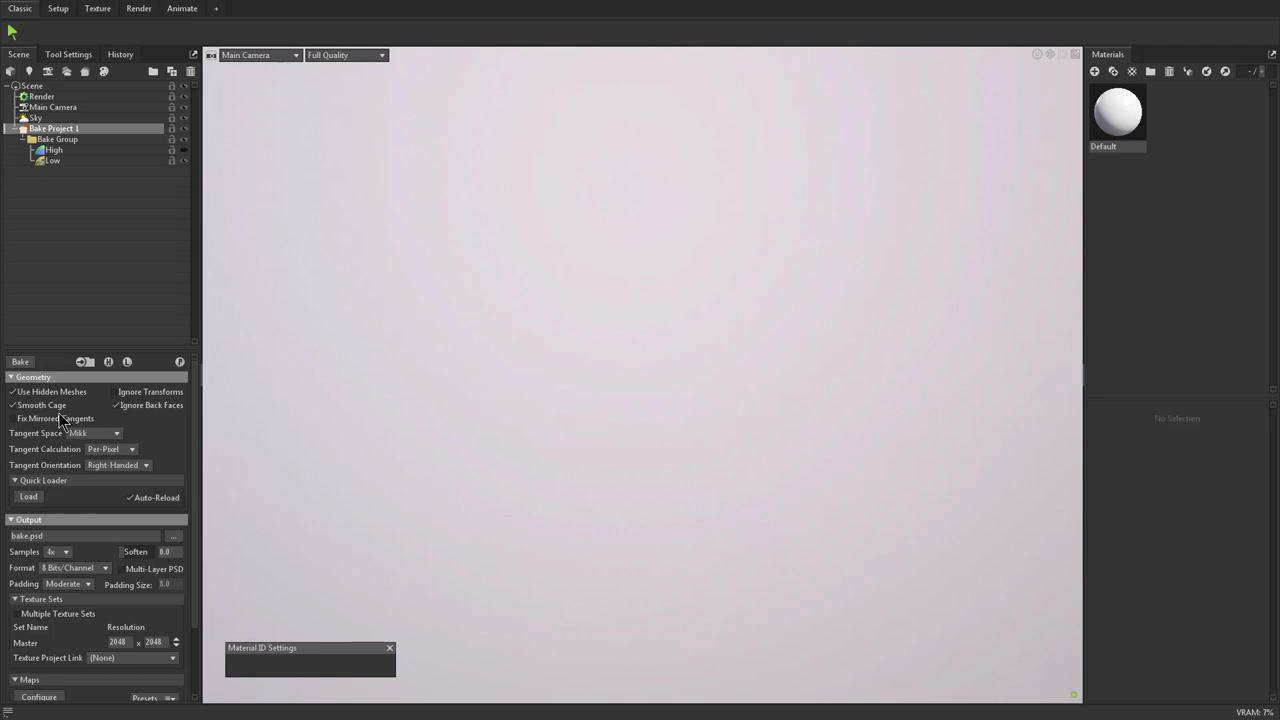 Classic Setup Texture Render Animate +
Scene Tool Settings History
Main Camera Full Quality
Materials
- /
Scene
Render
Main Camera
Sky
Bake Project 1
Bake Group
High
Low
Default
Bake H L P
Geometry
Use Hidden Meshes Ignore Transforms
Smooth Cage Ignore Back Faces
Fix Mirrored Tangents
Tangent Space Mikk
Tangent Calculation Per-Pixel
Tangent Orientation Right-Handed
Quick Loader
Load Auto-Reload
Output
bake.psd ...
Samples 4x Soften 0.0
Format 8 Bits/Channel Multi-Layer PSD
Padding Moderate Padding Size: 8.0
Texture Sets
Multiple Texture Sets
Set Name Resolution
Master 2048 x 2048
Texture Project Link (None)
Maps
Configure Presets
Material ID Settings
No Selection
VRAM: 7%